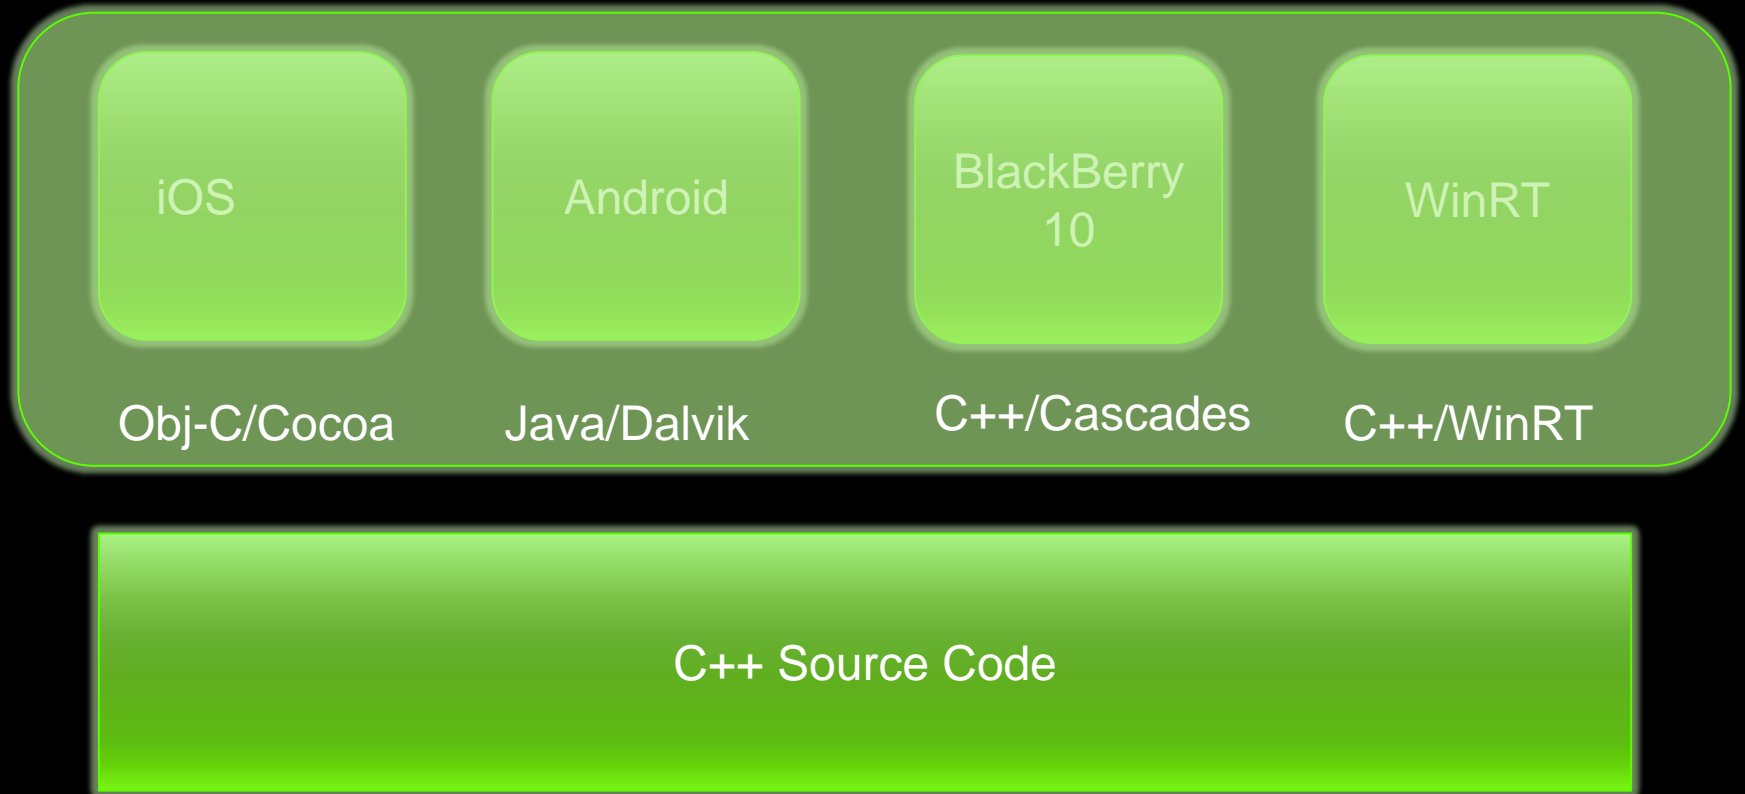 iOS
Android
BlackBerry
10
WinRT
Obj-C/Cocoa
Java/Dalvik
C++/Cascades
C++/WinRT
C++ Source Code